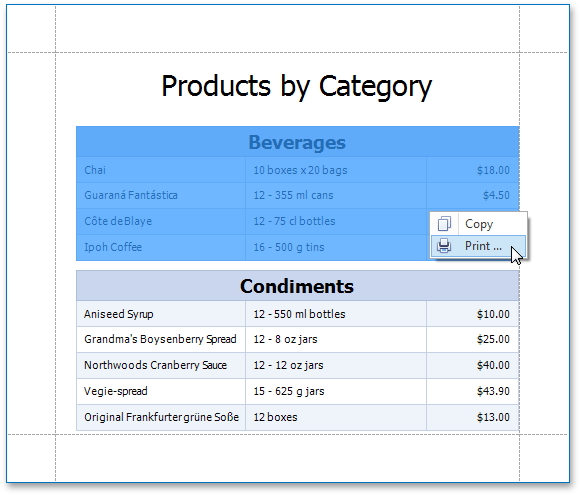 Products by Category
Beverages
Chai 10 boxes x 20 bags $18.00
Guaraná Fantástica 12 - 355 ml cans $4.50
Côte de Blaye 12 - 75 cl bottles
Ipoh Coffee 16 - 500 g tins
Copy
Print ...
Condiments
Aniseed Syrup 12 - 550 ml bottles $10.00
Grandma's Boysenberry Spread 12 - 8 oz jars $25.00
Northwoods Cranberry Sauce 12 - 12 oz jars $40.00
Vegie-spread 15 - 625 g jars $43.90
Original Frankfurter grüne Soße 12 boxes $13.00